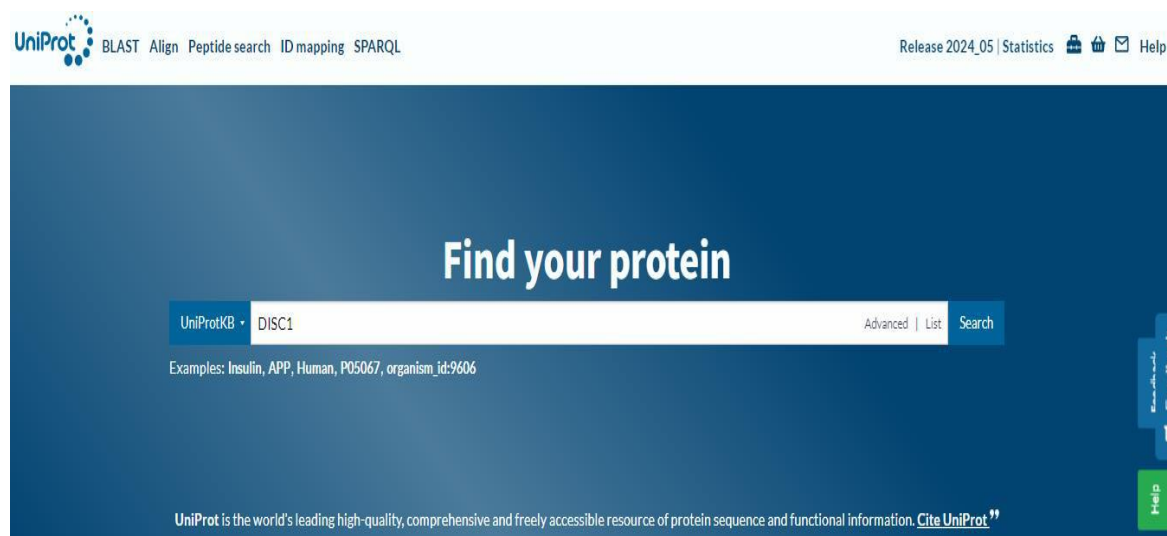 UniProt BLAST Align Peptide search ID mapping SPARQL Release 2024_05 | Statistics Help
Find your protein
UniProtKB DISC1 Advanced | List Search
Examples: Insulin, APP, Human, P05067, organism_id:9606
Feedback
Help
UniProt is the world's leading high-quality, comprehensive and freely accessible resource of protein sequence and functional information. Cite UniProt ”